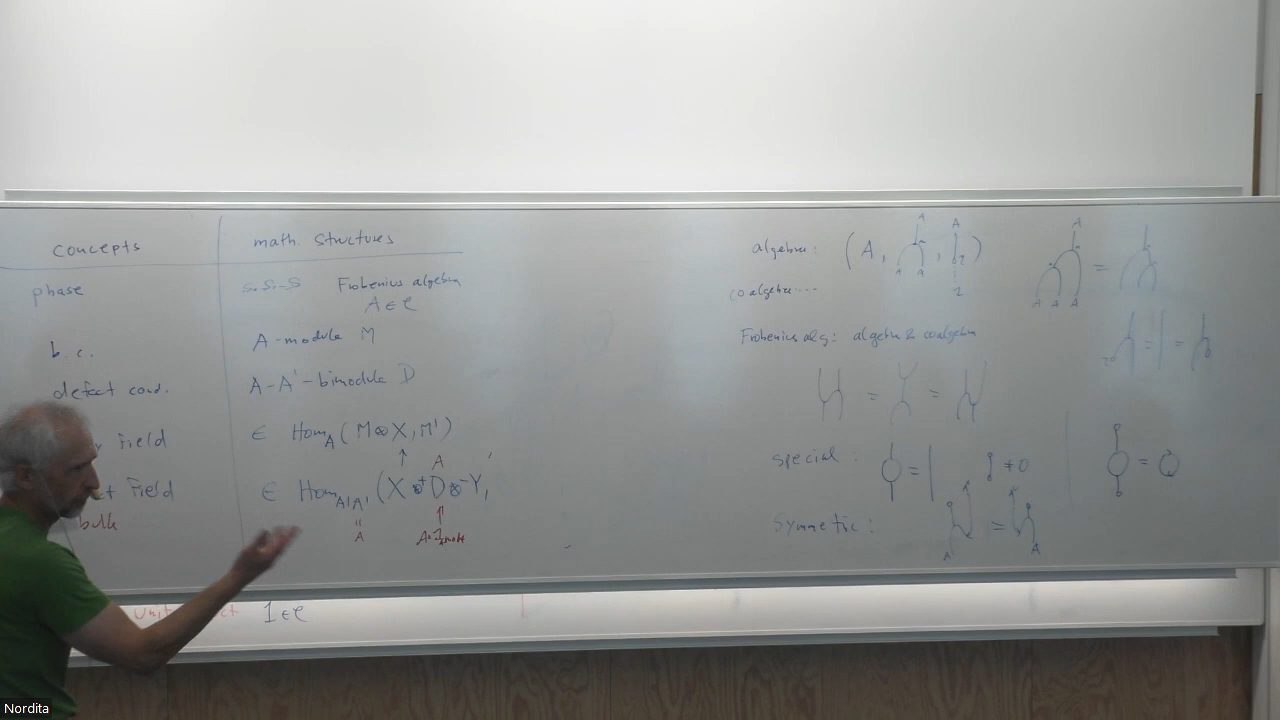 concepts
math. structures
phase
s. s. - s Frobenius algebra
A ∈ C
b. c.
A-module M
defect cond.
A-A'-bimodule D
y field
∈ Hom_A (M⊗X, M')
↑
A
t field
∈ Hom_{A|A'} (X ⊗⁺ D ⊗⁻ Y,
bulk
"
A
↑
1 ∈ C
algebra: (A, , )
A A A
1
coalgebra...
Frobenius alg: algebra & coalgebra
=
=
special:
= ≠ 0
=
symmetric:
=
A A
Nordita